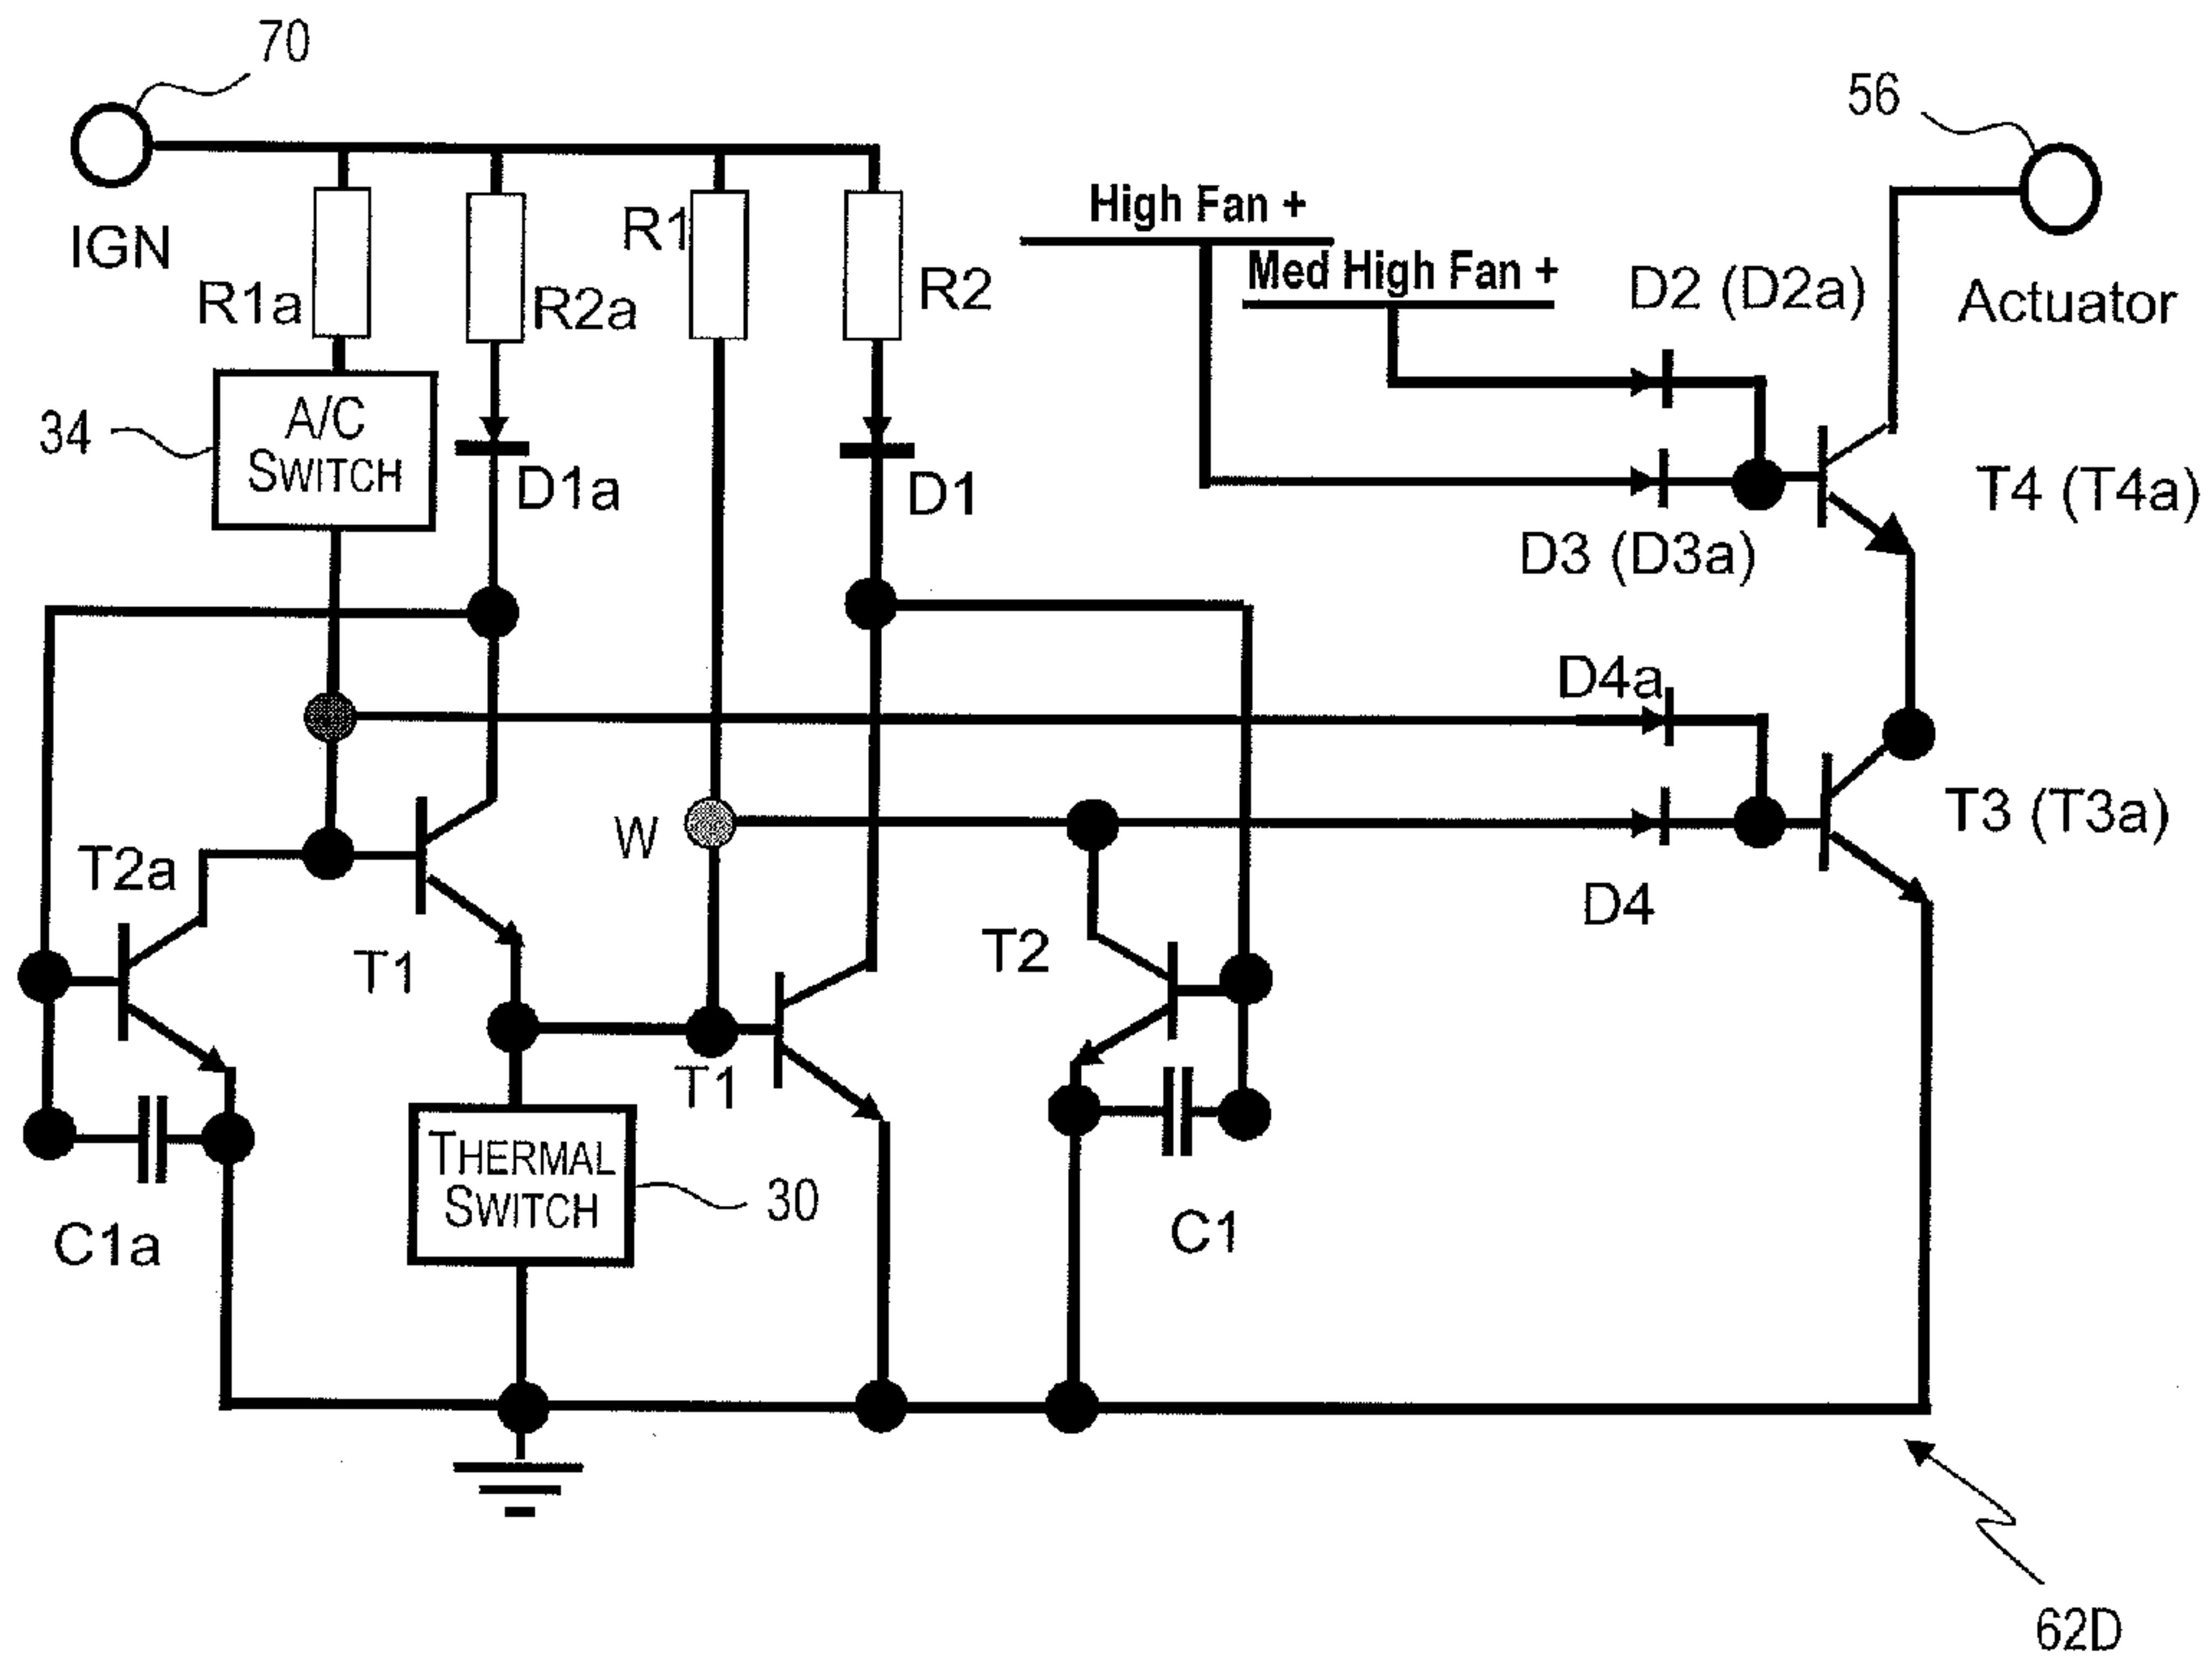 70
56
High Fan +
IGN
R1
Med High Fan +
D2 (D2a)
Actuator
R1a
R2a
R2
34
A/C
SWITCH
D1a
D1
T4 (T4a)
D3 (D3a)
D4a
T2a
W
T3 (T3a)
D4
T1
T2
T1
THERMAL
SWITCH
30
C1a
C1
62D